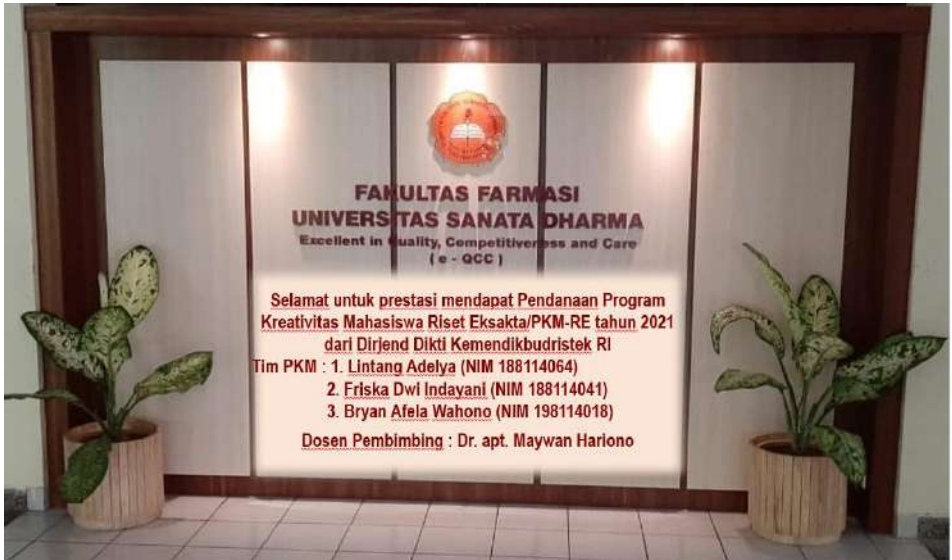 FAKULTAS FARMASI
UNIVERSITAS SANATA DHARMA
Excellent in Quality, Competitiveness and Care
( e - QCC )
Selamat untuk prestasi mendapat Pendanaan Program
Kreativitas Mahasiswa Riset Eksakta/PKM-RE tahun 2021
dari Dirjend Dikti Kemendikbudristek RI
Tim PKM : 1. Lintang Adelya (NIM 188114064)
2. Friska Dwi Indayani (NIM 188114041)
3. Bryan Afela Wahono (NIM 198114018)
Dosen Pembimbing : Dr. apt. Maywan Hariono